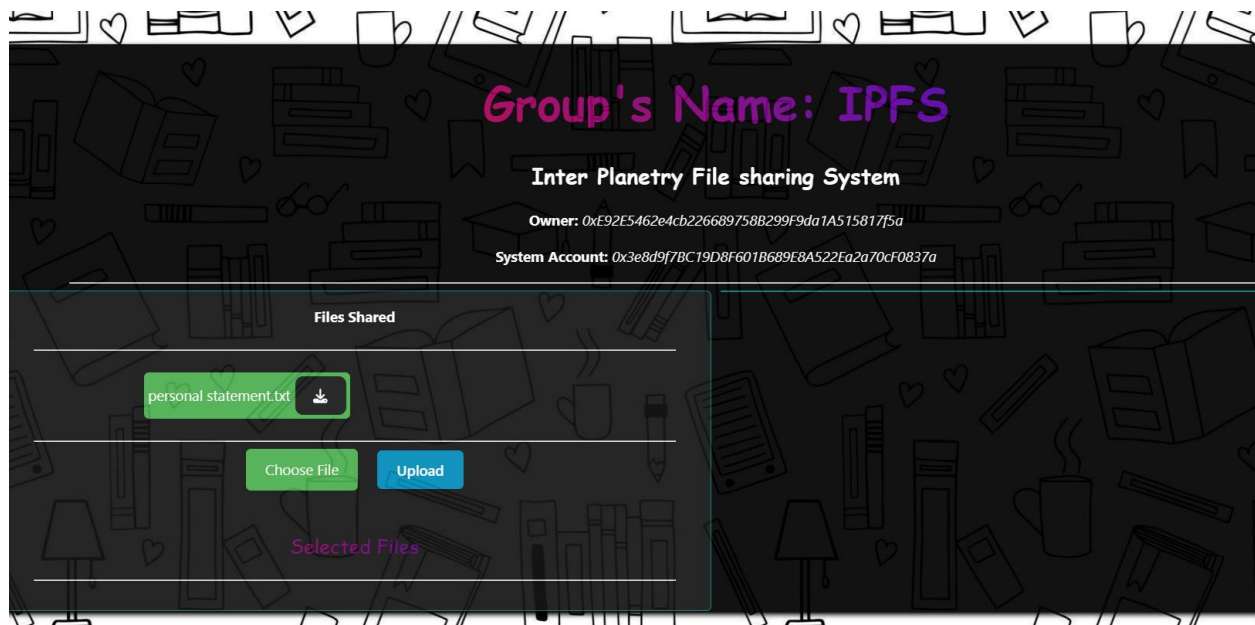 Group's Name: IPFS
Inter Planetry File sharing System
Owner: 0xE92E5462e4cb226689758B299F9da1A515817f5a
System Account: 0x3e8d9f7BC19D8F601B689E8A522Ea2a70cF0837a
Files Shared
personal statement.txt
Choose File Upload
Selected Files